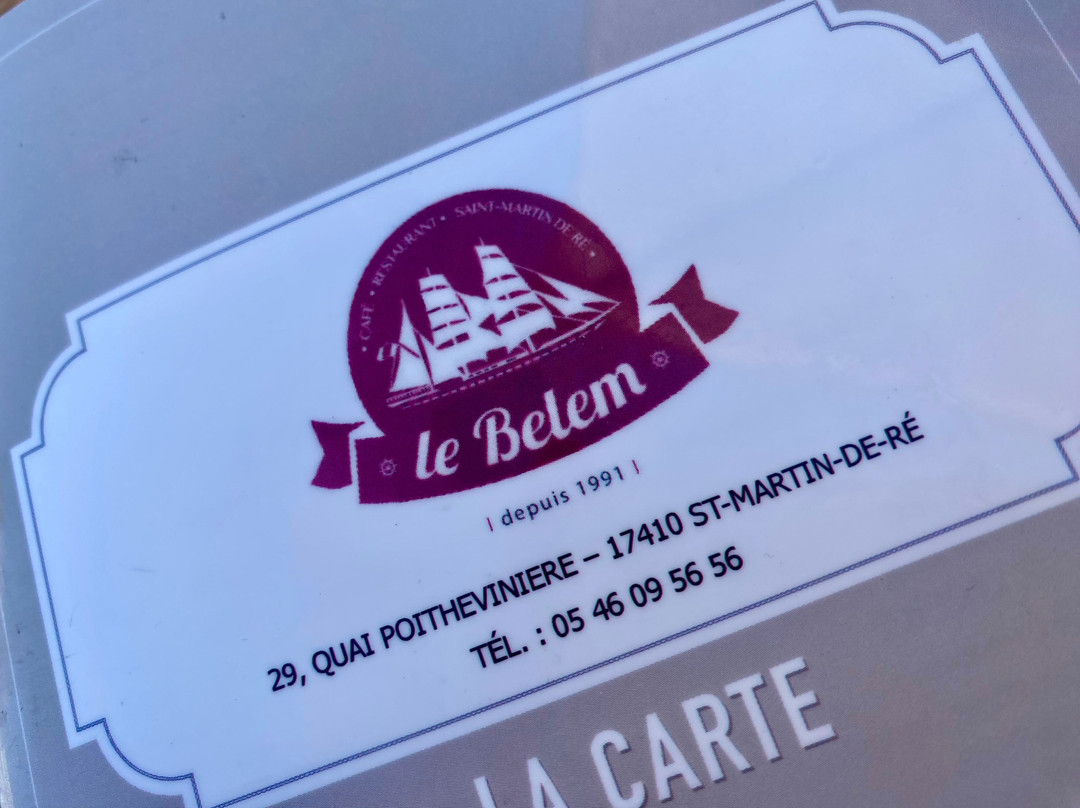 • CAFÉ • RESTAURANT • SAINT-MARTIN DE RÉ •
le Belem
| depuis 1991 |
29, QUAI POITHEVINIERE – 17410 ST-MARTIN-DE-RÉ
TÉL. : 05 46 09 56 56
LA CARTE